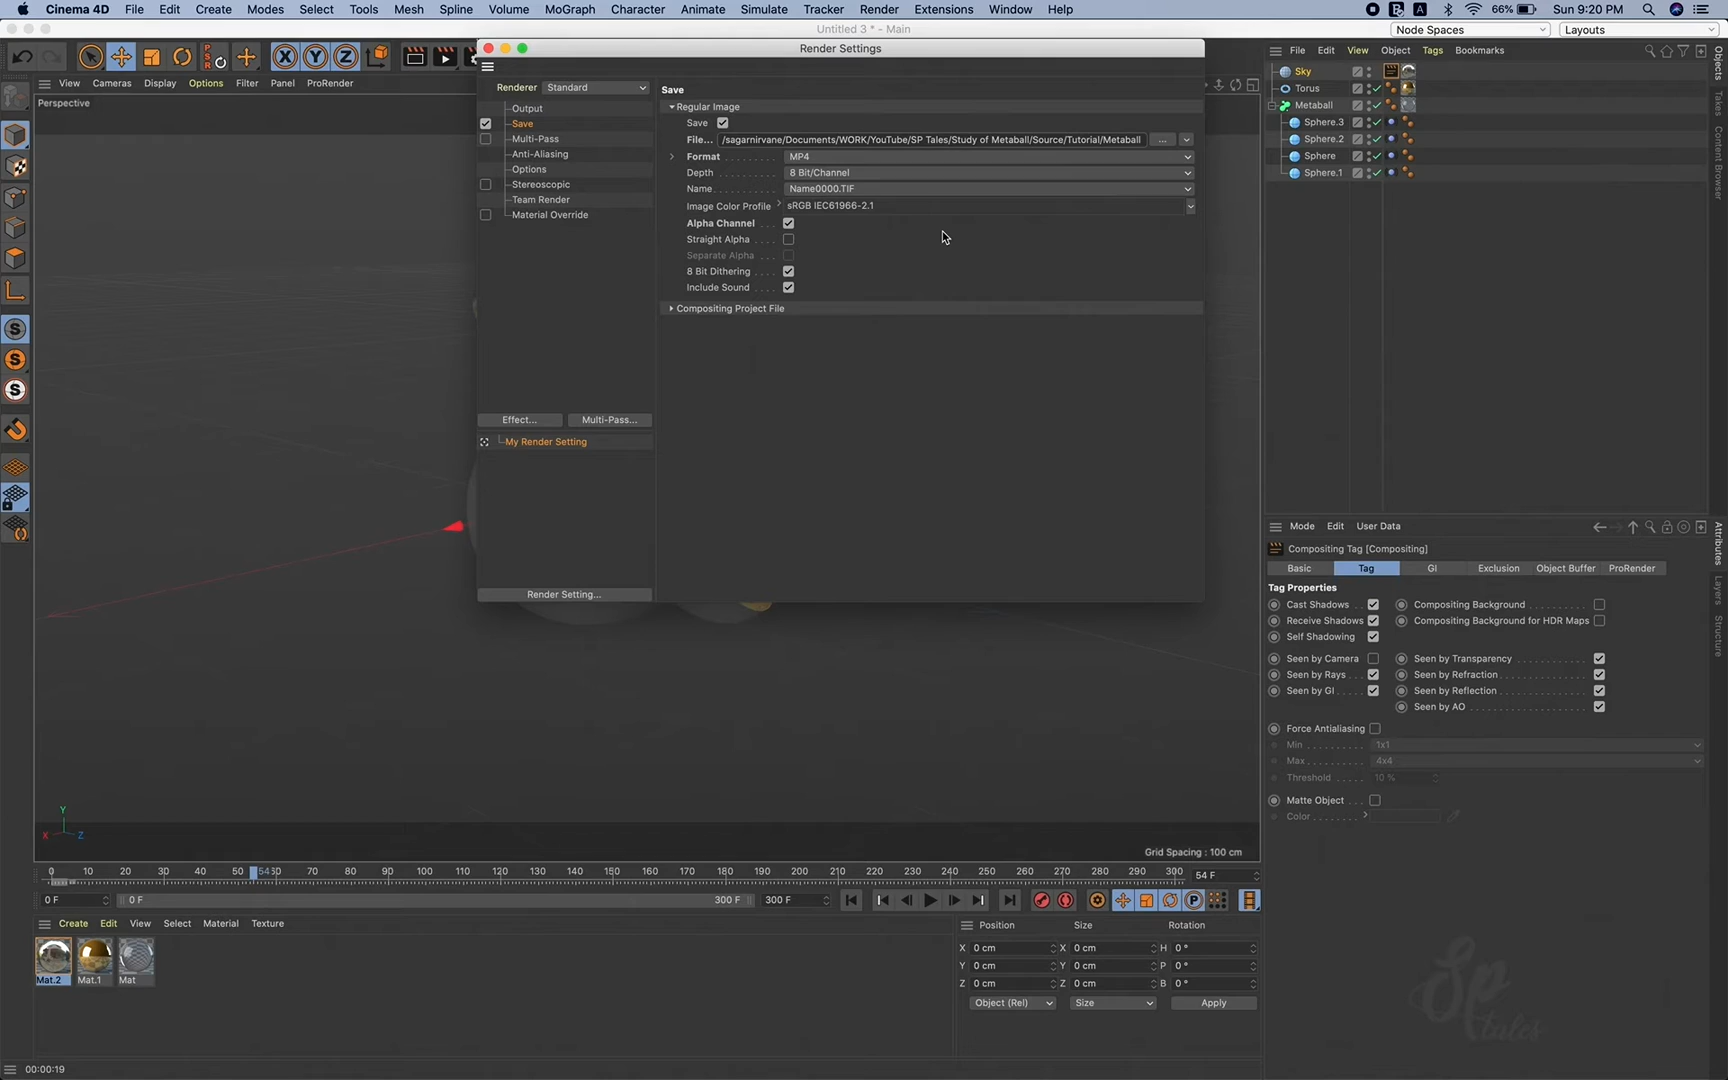 Cinema 4D File Edit Create Modes Select Tools Mesh Spline Volume MoGraph Character Animate Simulate Tracker Render Extensions Window Help 66% Sun 9:20 PM
Untitled 3 * - Main
Node Spaces Layouts
Render Settings
View Cameras Display Options Filter Panel ProRender
Perspective
Renderer Standard
Output
Save
Multi-Pass
Anti-Aliasing
Options
Stereoscopic
Team Render
Material Override
Effect... Multi-Pass...
My Render Setting
Render Setting...
Save
Regular Image
Save
File... /sagarnirvane/Documents/WORK/YouTube/SP Tales/Study of Metaball/Source/Tutorial/Metaball ...
Format MP4
Depth 8 Bit/Channel
Name Name0000.TIF
Image Color Profile sRGB IEC61966-2.1
Alpha Channel
Straight Alpha
Separate Alpha
8 Bit Dithering
Include Sound
Compositing Project File
File Edit View Object Tags Bookmarks
Sky
Torus
Metaball
Sphere.3
Sphere.2
Sphere
Sphere.1
Objects
Takes
Content Browser
Mode Edit User Data
Compositing Tag [Compositing]
Basic Tag GI Exclusion Object Buffer ProRender
Tag Properties
Cast Shadows Compositing Background
Receive Shadows Compositing Background for HDR Maps
Self Shadowing
Seen by Camera Seen by Transparency
Seen by Rays Seen by Refraction
Seen by GI Seen by Reflection
Seen by AO
Force Antialiasing
Min 1x1
Max 4x4
Threshold 10 %
Matte Object
Color
Attributes
Layers
Structure
Y
X Z
Grid Spacing : 100 cm
0 10 20 30 40 50 54 70 80 90 100 110 120 130 140 150 160 170 180 190 200 210 220 230 240 250 260 270 280 290 300 54 F
0 F 0 F 300 F 300 F
Create Edit View Select Material Texture
Mat.2 Mat.1 Mat
Position Size Rotation
X 0 cm X 0 cm H 0 °
Y 0 cm Y 0 cm P 0 °
Z 0 cm Z 0 cm B 0 °
Object (Rel) Size Apply
Sp
tales
00:00:19